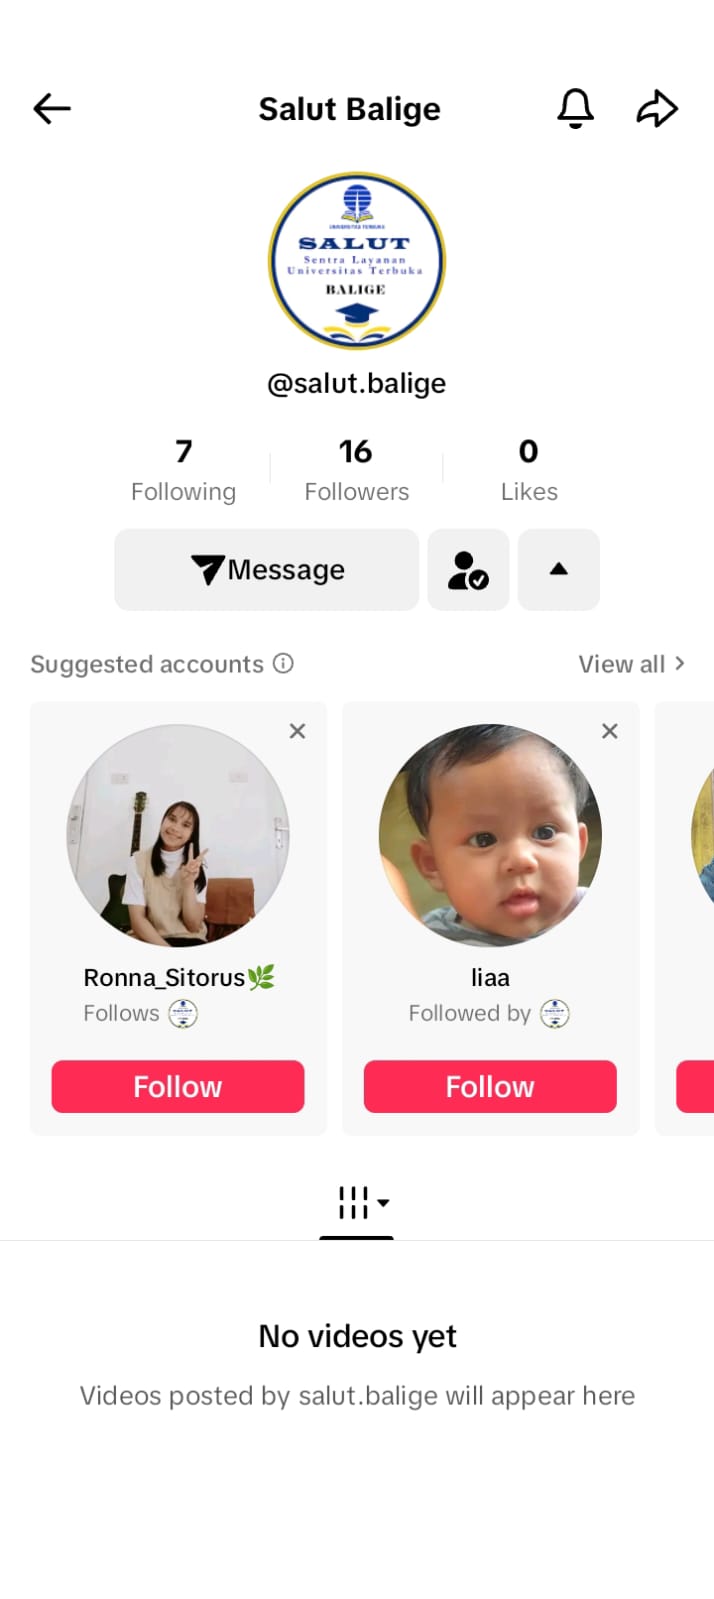 Salut Balige
UNIVERSITAS TERBUKA
SALUT
Sentra Layanan
Universitas Terbuka
BALIGE
@salut.balige
7 16 0
Following Followers Likes
Message
Suggested accounts View all
Ronna_Sitorus🌿 liaa
Follows Followed by
Follow Follow
No videos yet
Videos posted by salut.balige will appear here